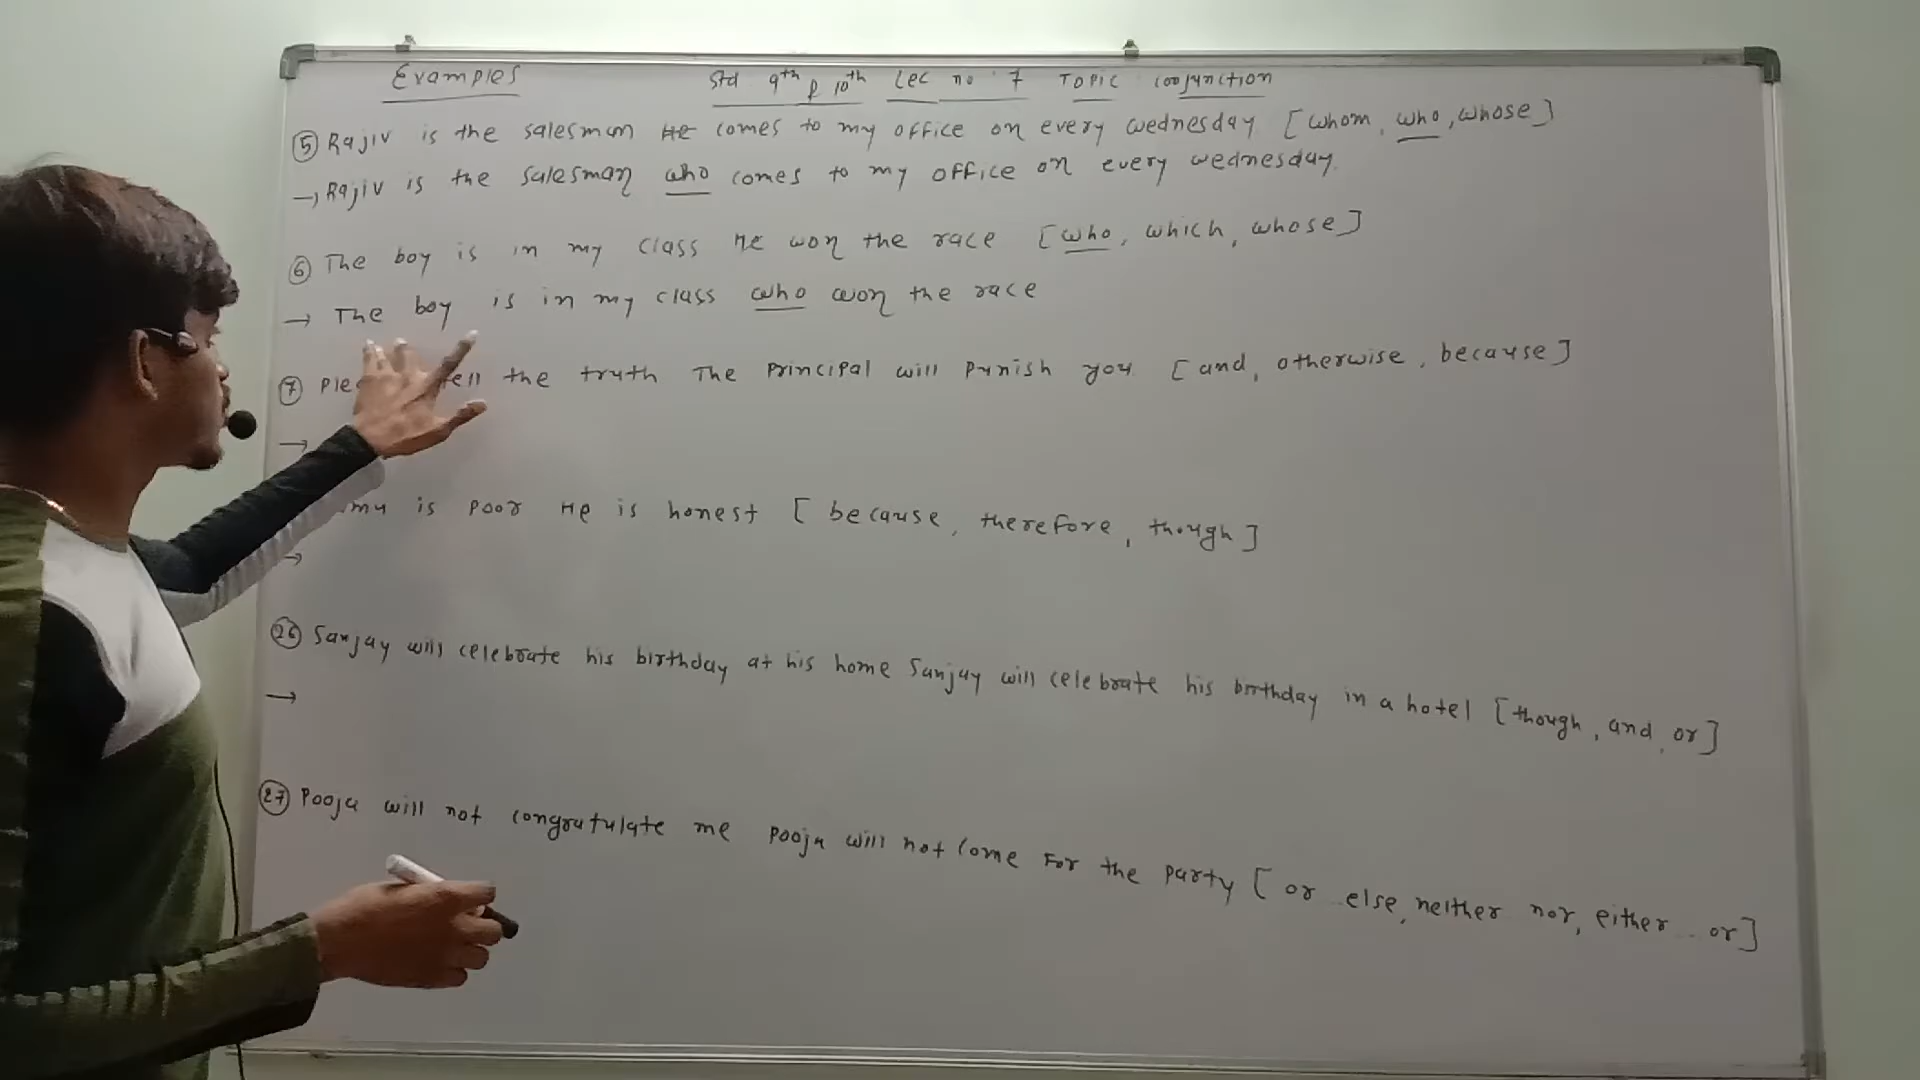 Examples Std 9th & 10th Lec no 7 Topic conjunction
5 Rajiv is the salesman He comes to my office on every wednesday [whom, who, whose]
→ Rajiv is the salesman who comes to my office on every wednesday.
6 The boy is in my class He won the race [who, which, whose]
→ The boy is in my class who won the race
7 the truth The Principal will Punish you [and, otherwise, because]
→
is poor He is honest [because, therefore, though]
→
26 Sanjay will celebrate his birthday at his home Sanjay will celebrate his birthday in a hotel [though, and, or]
→
27 Pooja will not congratulate me Pooja will not come For the party [or else, neither nor, either .. or]